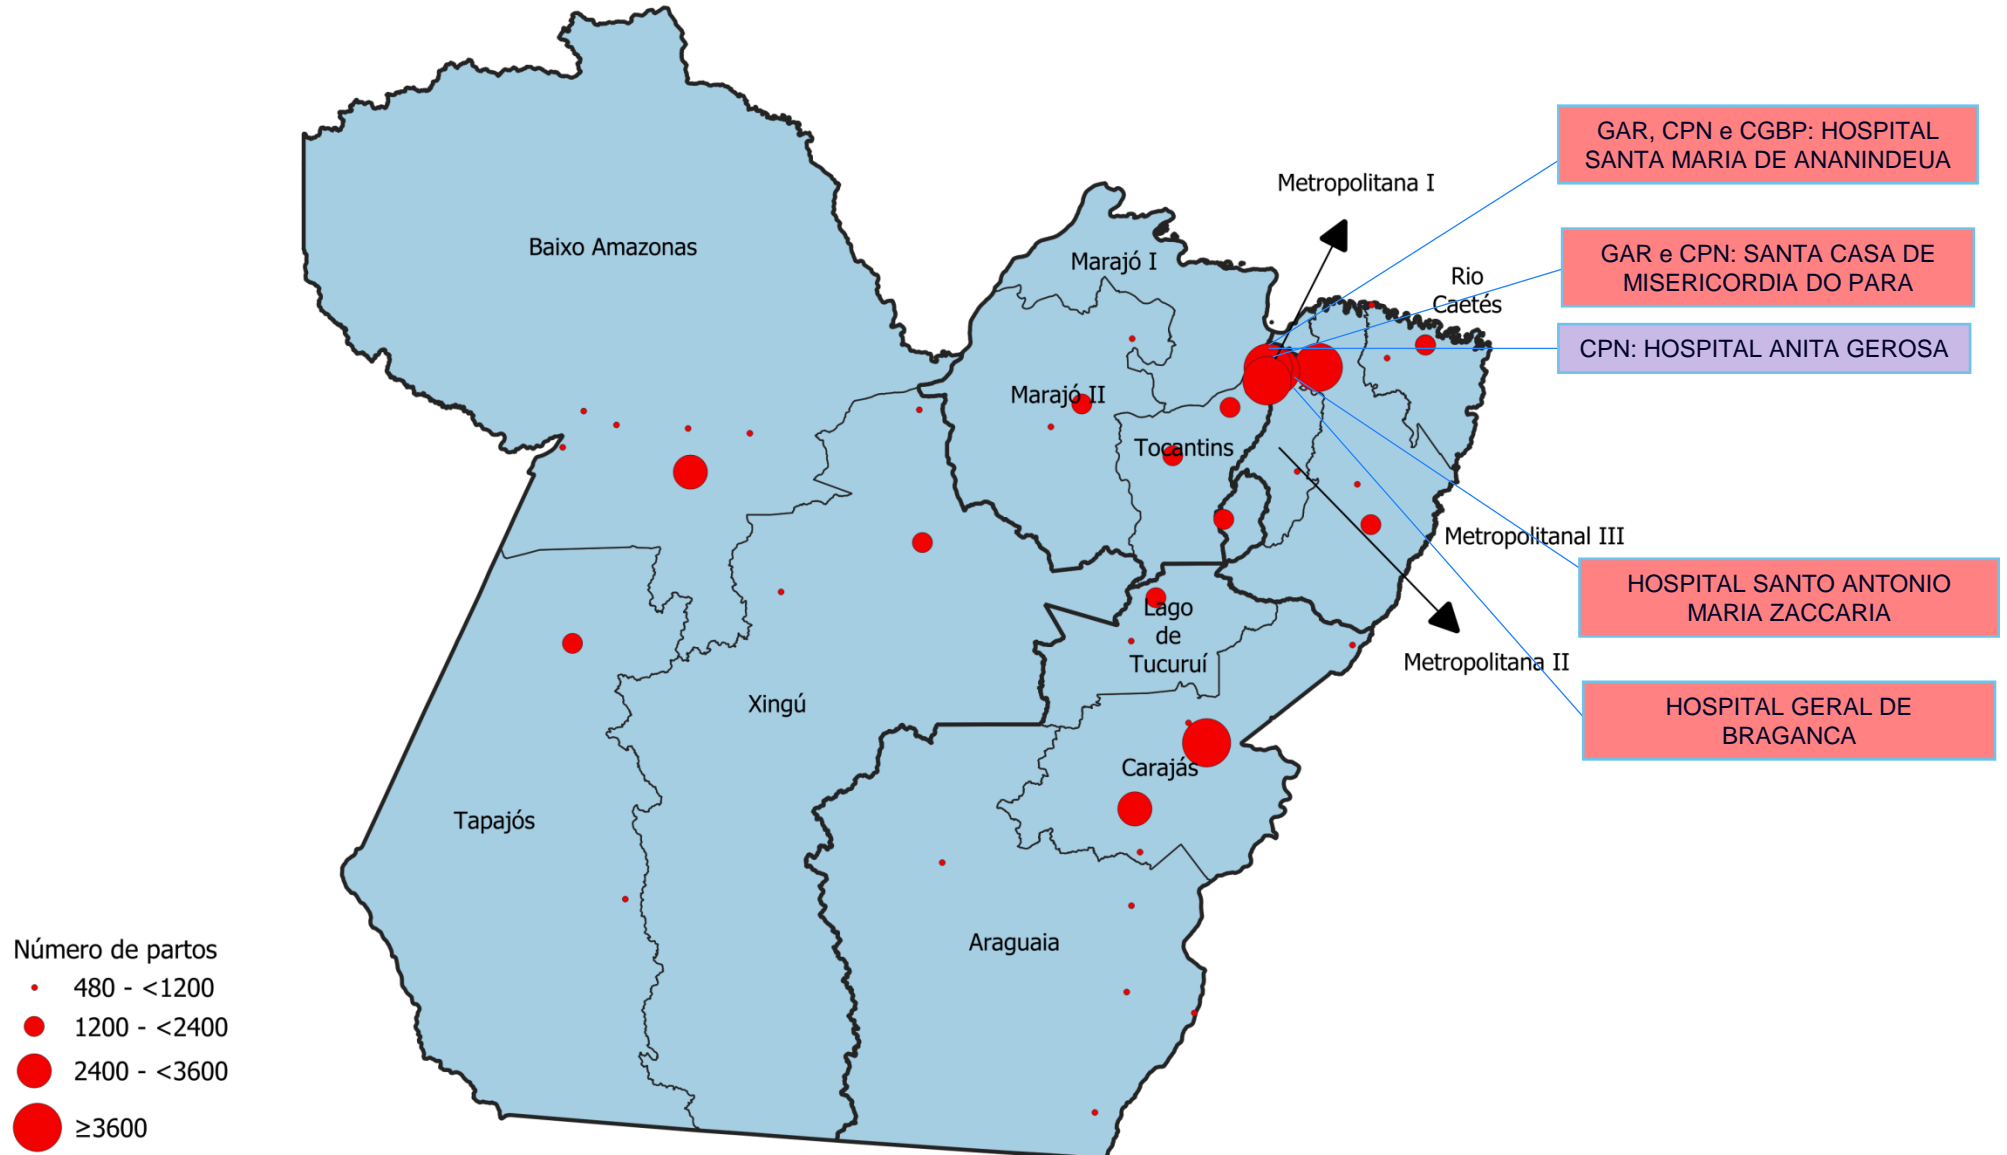 GAR, CPN e CGBP: HOSPITAL
SANTA MARIA DE ANANINDEUA
Metropolitana I
Baixo Amazonas
Marajó I
GAR e CPN: SANTA CASA DE
MISERICORDIA DO PARA
Rio
Caetés
CPN: HOSPITAL ANITA GEROSA
Marajó II
Tocantins
Metropolitanal III
HOSPITAL SANTO ANTONIO
MARIA ZACCARIA
Lago
de
Tucuruí
Metropolitana II
Xingú
HOSPITAL GERAL DE
BRAGANCA
Carajás
Tapajós
Araguaia
Número de partos
480 - <1200
1200 - <2400
2400 - <3600
≥3600